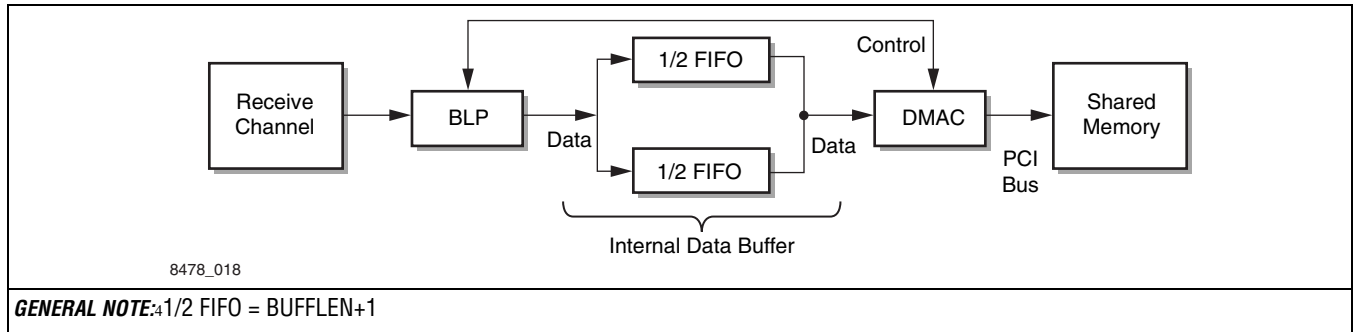 Control
1/2 FIFO
Receive
Channel
BLP
Data
Data
DMAC
Shared
Memory
1/2 FIFO
PCI
Bus
Internal Data Buffer
8478_018
GENERAL NOTE:41/2 FIFO = BUFFLEN+1